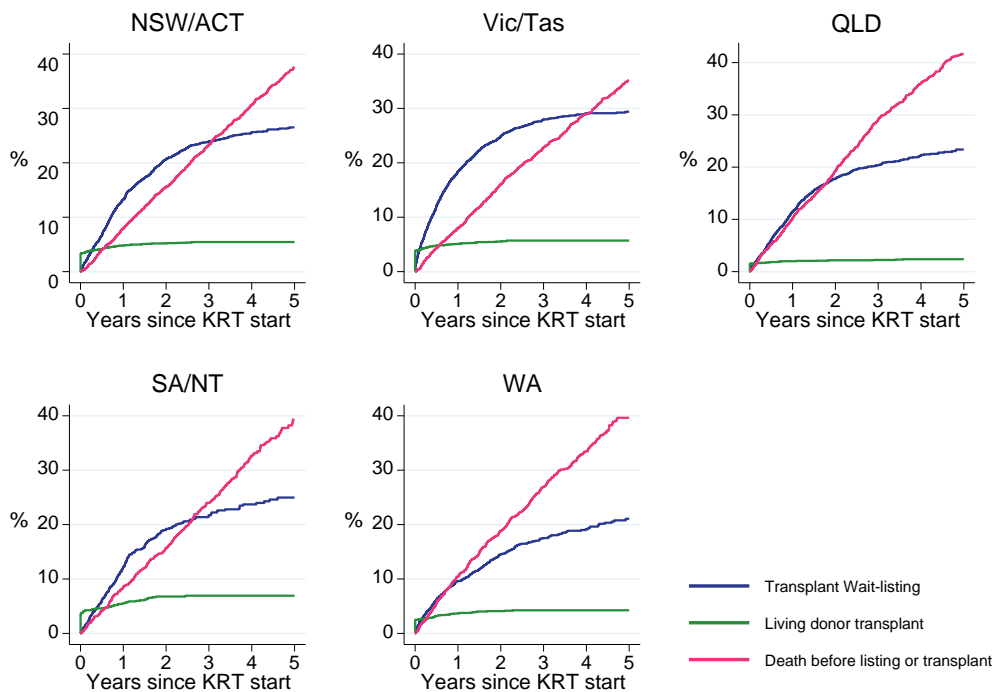 NSW/ACT
Vic/Tas
QLD
40
30
20
10
0
%
0 1 2 3 4 5
Years since KRT start
40
30
20
10
0
%
0 1 2 3 4 5
Years since KRT start
40
30
20
10
0
%
0 1 2 3 4 5
Years since KRT start
SA/NT
WA
40
30
20
10
0
%
0 1 2 3 4 5
Years since KRT start
40
30
20
10
0
%
0 1 2 3 4 5
Years since KRT start
Transplant Wait-listing
Living donor transplant
Death before listing or transplant